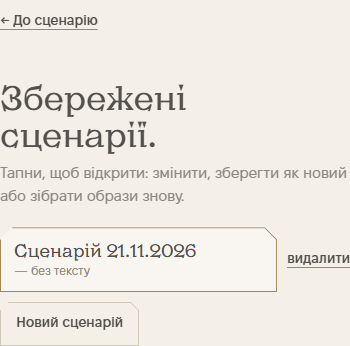 ← До сценарію
Збережені
сценарії.
Тапни, щоб відкрити: змінити, зберегти як новий
або зібрати образи знову.
Сценарій 21.11.2026
— без тексту
видалити
Новий сценарій